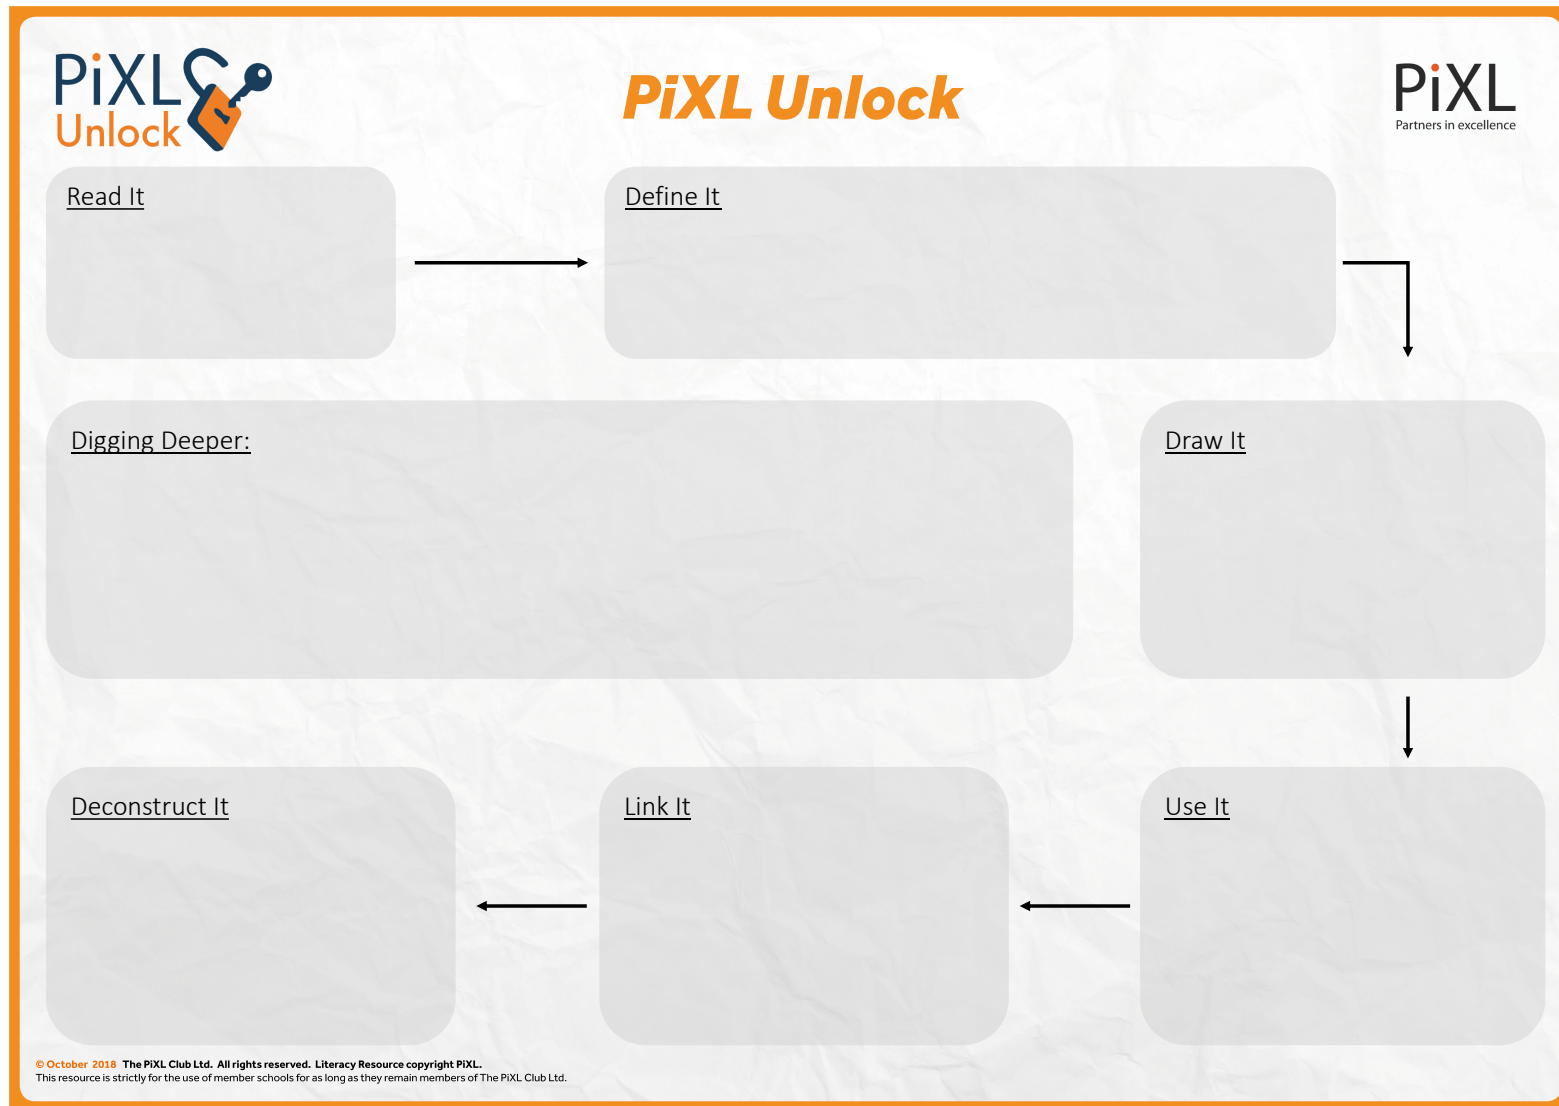 PiXL
Unlock
PiXL Unlock
PiXL
Partners in excellence
Read It
Define It
Digging Deeper:
Draw It
Deconstruct It
Link It
Use It
© October 2018 The PiXL Club Ltd. All rights reserved. Literacy Resource copyright PiXL.
This resource is strictly for the use of member schools for as long as they remain members of The PiXL Club Ltd.